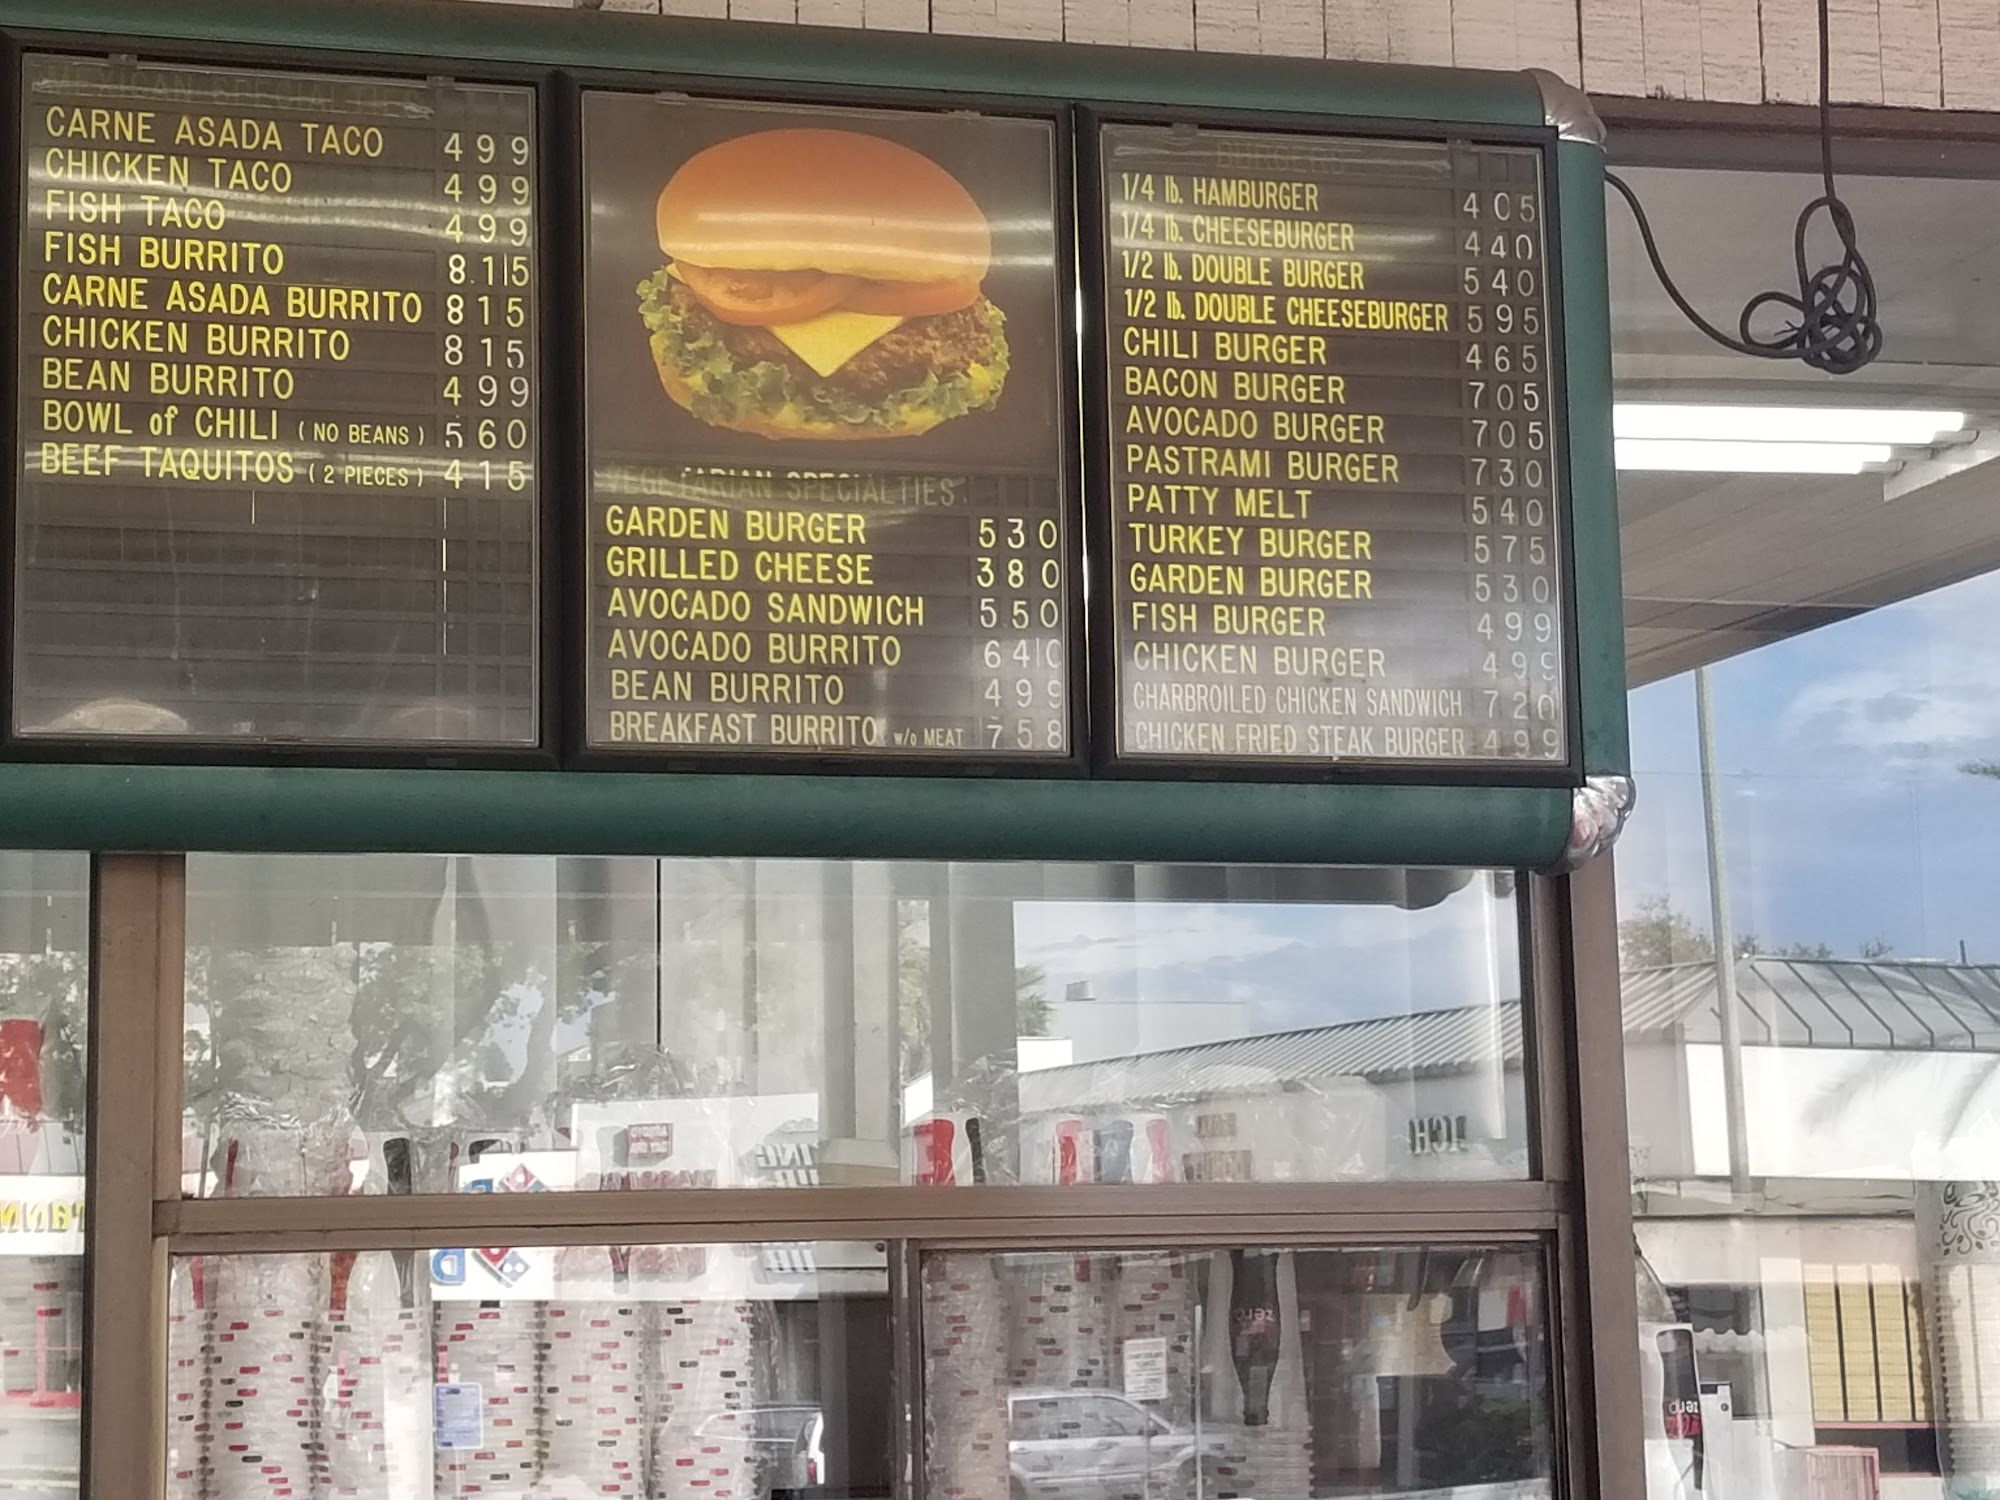 MEXICAN SPECIALTIES
CARNE ASADA TACO 4 9 9
CHICKEN TACO 4 9 9
FISH TACO 4 9 9
FISH BURRITO 8.1 5
CARNE ASADA BURRITO 8 1 5
CHICKEN BURRITO 8 1 5
BEAN BURRITO 4 9 9
BOWL of CHILI ( NO BEANS ) 5 6 0
BEEF TAQUITOS ( 2 PIECES ) 4 1 5
VEGETARIAN SPECIALTIES
GARDEN BURGER 5 3 0
GRILLED CHEESE 3 8 0
AVOCADO SANDWICH 5 5 0
AVOCADO BURRITO 6 4 0
BEAN BURRITO 4 9 9
BREAKFAST BURRITO w/o MEAT 7 5 8
BURGERS
1/4 lb. HAMBURGER 4 0 5
1/4 lb. CHEESEBURGER 4 4 0
1/2 lb. DOUBLE BURGER 5 4 0
1/2 lb. DOUBLE CHEESEBURGER 5 9 5
CHILI BURGER 4 6 5
BACON BURGER 7 0 5
AVOCADO BURGER 7 0 5
PASTRAMI BURGER 7 3 0
PATTY MELT 5 4 0
TURKEY BURGER 5 7 5
GARDEN BURGER 5 3 0
FISH BURGER 4 9 9
CHICKEN BURGER 4 9 9
CHARBROILED CHICKEN SANDWICH 7 2 0
CHICKEN FRIED STEAK BURGER 4 9 9
zero
zero